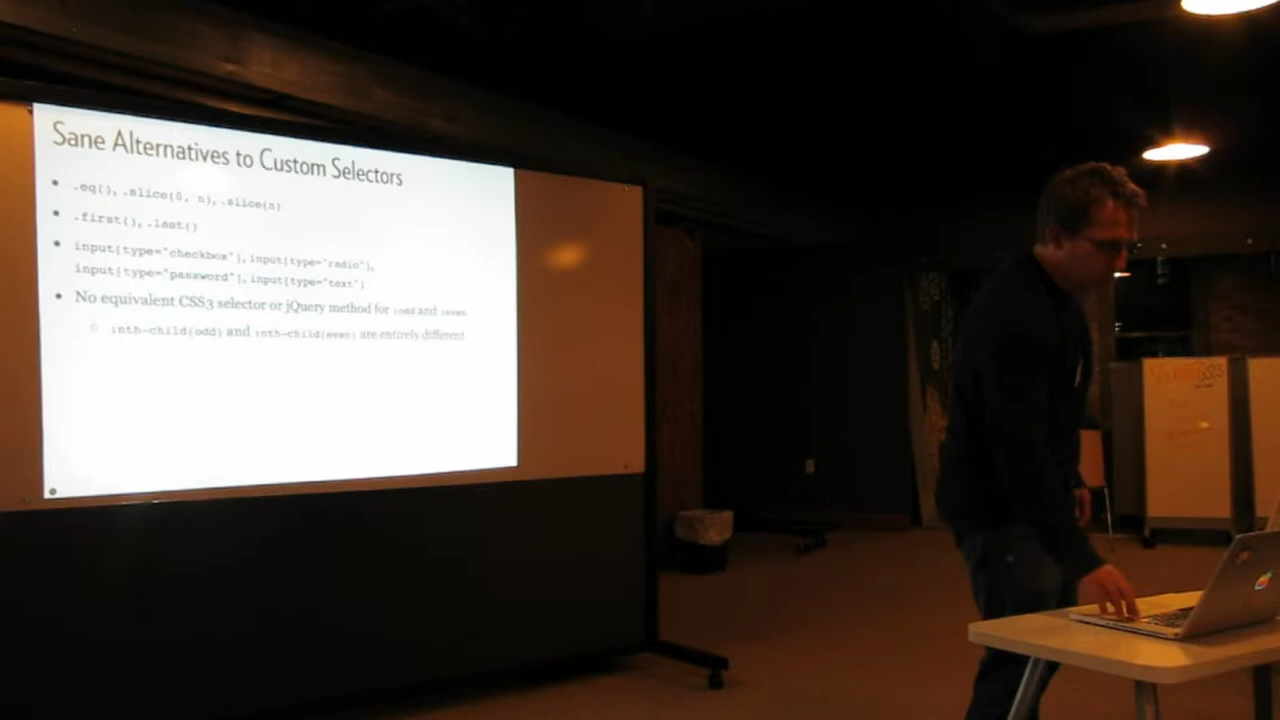 Sane Alternatives to Custom Selectors
.eq(), .slice(0, n), .slice(n)
.first(), .last()
input[type="checkbox"], input[type="radio"],
input[type="password"], input[type="text"]
No equivalent CSS3 selector or jQuery method for :odd and :even
:nth-child(odd) and :nth-child(even) are entirely different